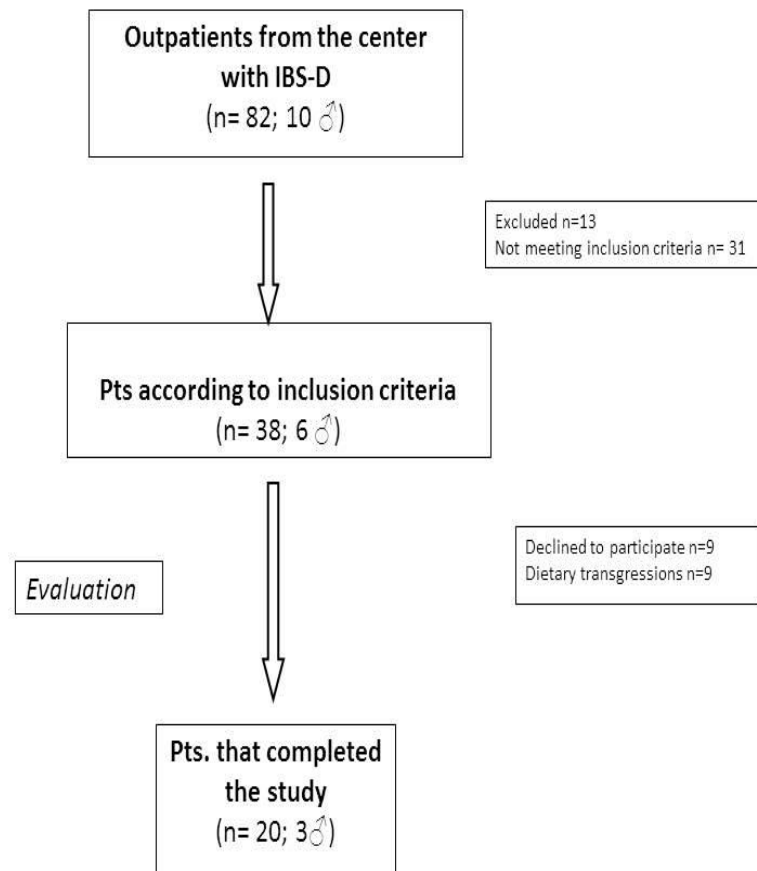 Outpatients from the center
with IBS-D
(n= 82; 10 ♂)
Excluded n=13
Not meeting inclusion criteria n= 31
Pts according to inclusion criteria
(n= 38; 6 ♂)
Declined to participate n=9
Dietary transgressions n=9
Evaluation
Pts. that completed
the study
(n= 20; 3♂)